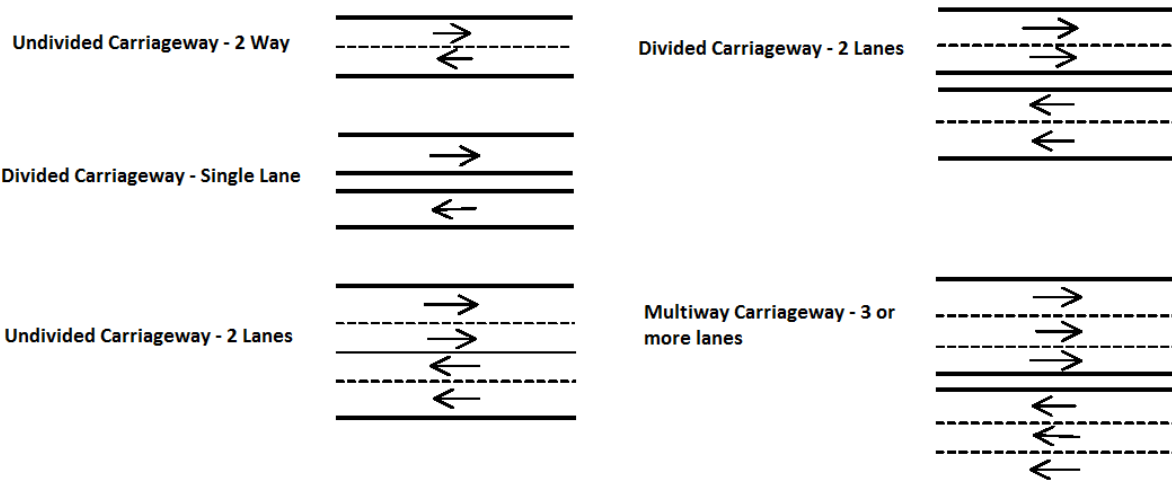 Undivided Carriageway - 2 Way
Divided Carriageway - Single Lane
Undivided Carriageway - 2 Lanes
Divided Carriageway - 2 Lanes
Multiway Carriageway - 3 or
more lanes